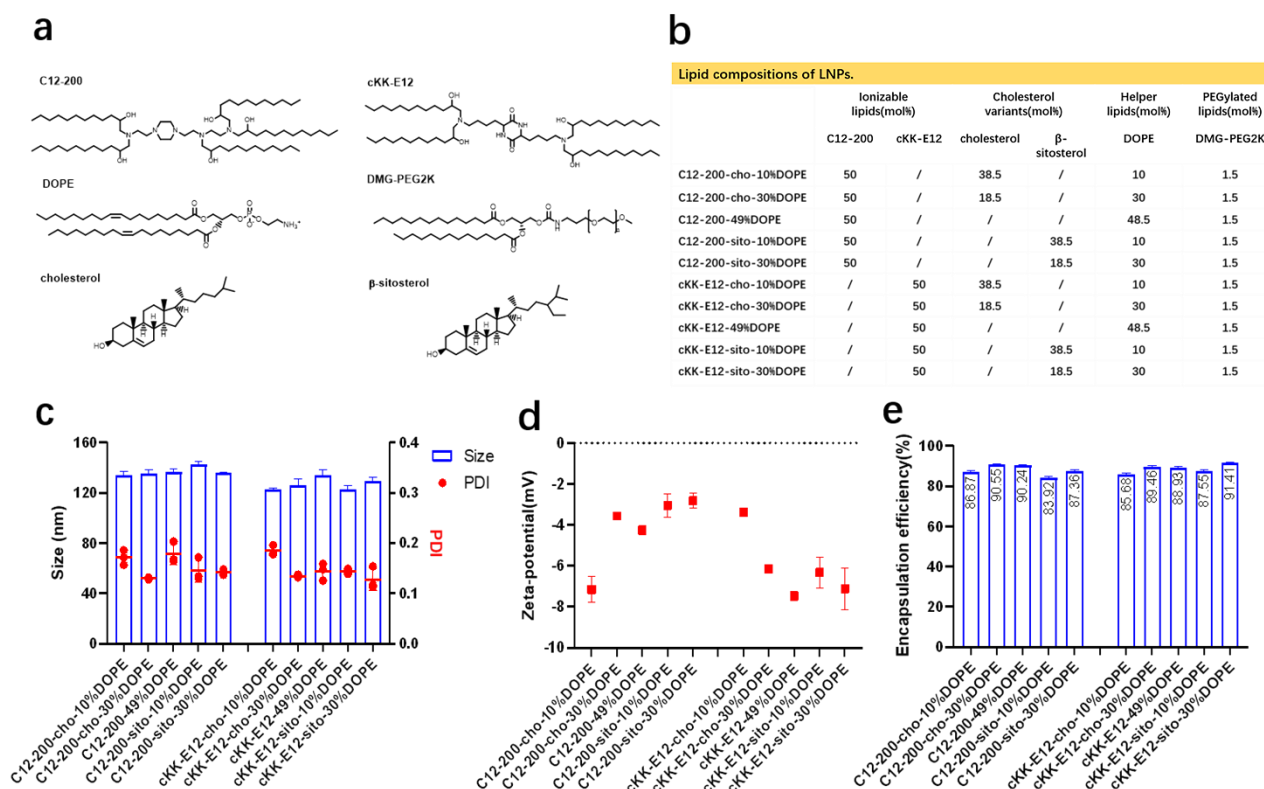 a
C12-200
OH
OH
OH
OH
OH
N
N
N
N
N
cKK-E12
OH
OH
OH
OH
N
N
O
O
NH
HN
DOPE
O
O
O
O
O
P
O
O
O⁻
NH₃⁺
DMG-PEG2K
O
O
O
O
O
O
N
H
O
O
n
cholesterol
HO
H
H
H
β-sitosterol
HO
H
H
H
b
Lipid compositions of LNPs.
Ionizable lipids(mol%) Cholesterol variants(mol%) Helper lipids(mol%) PEGylated lipids(mol%)
C12-200 cKK-E12 cholesterol β-sitosterol DOPE DMG-PEG2K
C12-200-cho-10%DOPE 50 / 38.5 / 10 1.5
C12-200-cho-30%DOPE 50 / 18.5 / 30 1.5
C12-200-49%DOPE 50 / / / 48.5 1.5
C12-200-sito-10%DOPE 50 / / 38.5 10 1.5
C12-200-sito-30%DOPE 50 / / 18.5 30 1.5
cKK-E12-cho-10%DOPE / 50 38.5 / 10 1.5
cKK-E12-cho-30%DOPE / 50 18.5 / 30 1.5
cKK-E12-49%DOPE / 50 / / 48.5 1.5
cKK-E12-sito-10%DOPE / 50 / 38.5 10 1.5
cKK-E12-sito-30%DOPE / 50 / 18.5 30 1.5
c
Size (nm)
160
120
80
40
0
PDI
0.4
0.3
0.2
0.1
0.0
Size
PDI
C12-200-cho-10%DOPE
C12-200-cho-30%DOPE
C12-200-49%DOPE
C12-200-sito-10%DOPE
C12-200-sito-30%DOPE
cKK-E12-cho-10%DOPE
cKK-E12-cho-30%DOPE
cKK-E12-49%DOPE
cKK-E12-sito-10%DOPE
cKK-E12-sito-30%DOPE
d
Zeta-potential(mV)
0
-2
-4
-6
-8
-10
C12-200-cho-10%DOPE
C12-200-cho-30%DOPE
C12-200-49%DOPE
C12-200-sito-10%DOPE
C12-200-sito-30%DOPE
cKK-E12-cho-10%DOPE
cKK-E12-cho-30%DOPE
cKK-E12-49%DOPE
cKK-E12-sito-10%DOPE
cKK-E12-sito-30%DOPE
e
Encapsulation efficiency(%)
100
80
60
40
20
0
86.87
90.55
90.24
83.92
87.36
85.68
89.46
88.93
87.55
91.41
C12-200-cho-10%DOPE
C12-200-cho-30%DOPE
C12-200-49%DOPE
C12-200-sito-10%DOPE
C12-200-sito-30%DOPE
cKK-E12-cho-10%DOPE
cKK-E12-cho-30%DOPE
cKK-E12-49%DOPE
cKK-E12-sito-10%DOPE
cKK-E12-sito-30%DOPE